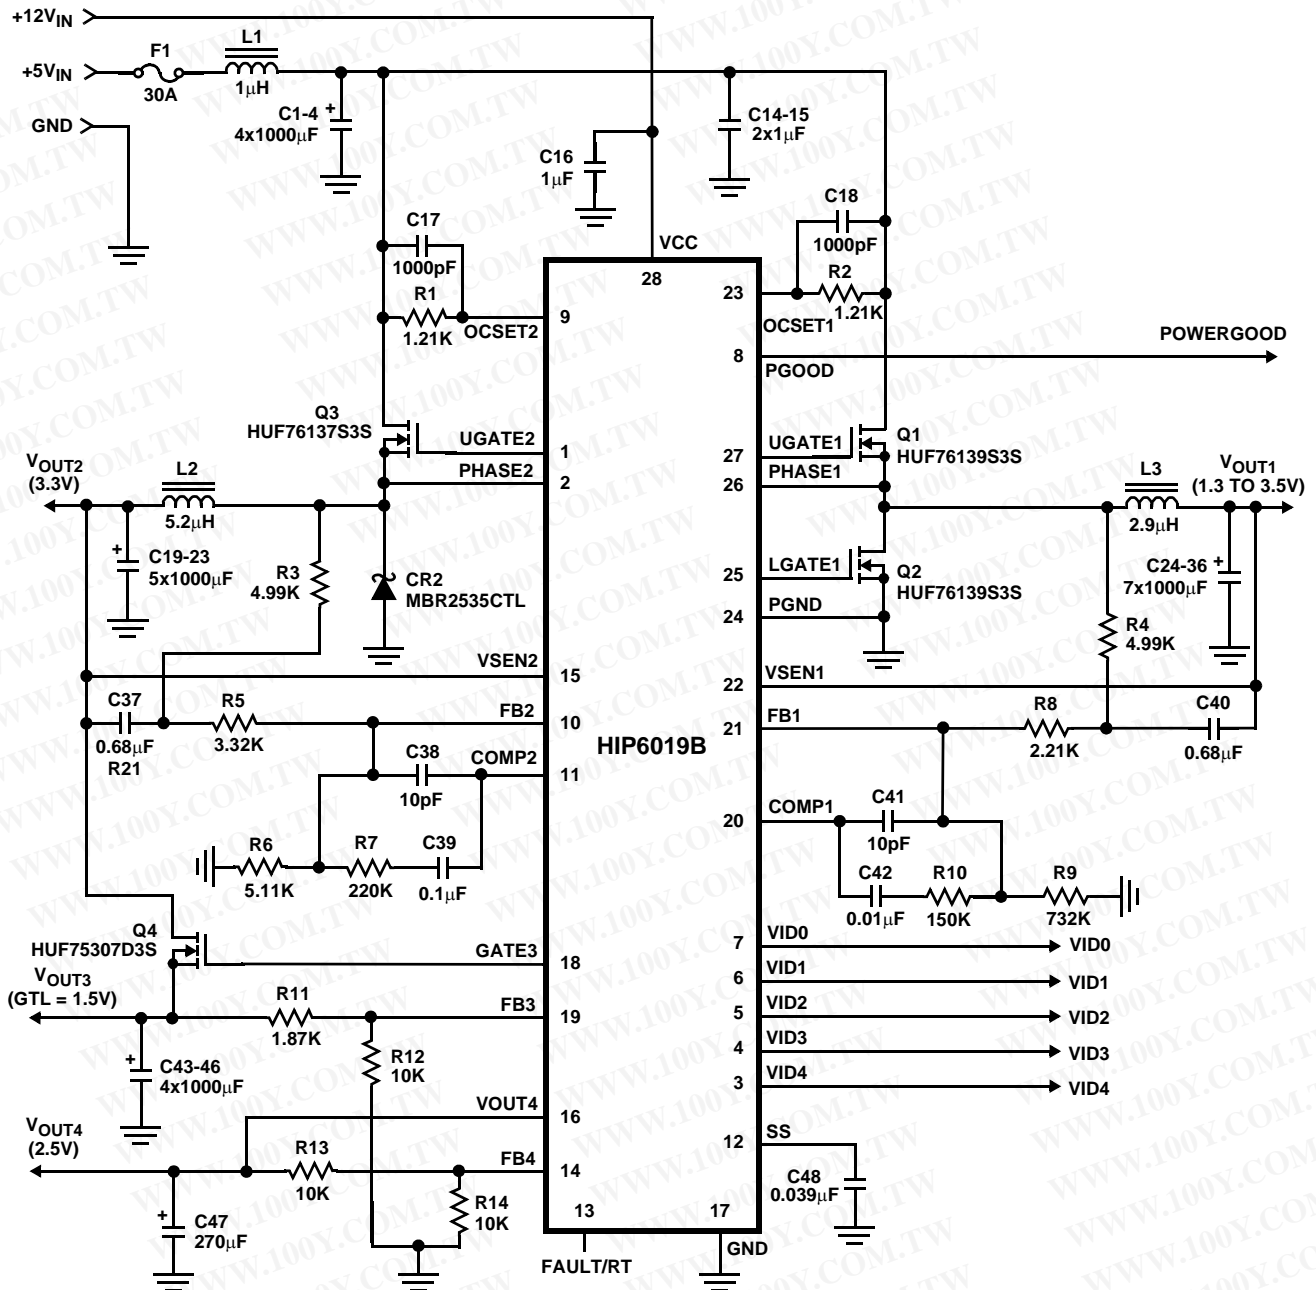 +12VIN
+5VIN
GND
F1
30A
L1
1µH
C1-4
4x1000µF
+
C14-15
2x1µF
C16
1µF
VCC
28
C17
1000pF
R1
1.21K
OCSET2
9
C18
1000pF
R2
1.21K
23
OCSET1
8
PGOOD
POWERGOOD
Q3
HUF76137S3S
UGATE2
1
PHASE2
2
27
UGATE1
Q1
HUF76139S3S
26
PHASE1
VOUT2
(3.3V)
L2
5.2µH
L3
2.9µH
VOUT1
(1.3 TO 3.5V)
+
C19-23
5x1000µF
R3
4.99K
CR2
MBR2535CTL
25
LGATE1
Q2
HUF76139S3S
24
PGND
C24-36
7x1000µF
+
R4
4.99K
VSEN2
15
22
VSEN1
C37
0.68µF
R21
R5
3.32K
FB2
10
21
FB1
R8
2.21K
C40
0.68µF
HIP6019B
C38
10pF
COMP2
11
20
COMP1
C41
10pF
R6
5.11K
R7
220K
C39
0.1µF
C42
0.01µF
R10
150K
R9
732K
Q4
HUF75307D3S
GATE3
18
7
VID0
VID0
6
VID1
VID1
5
VID2
VID2
4
VID3
VID3
3
VID4
VID4
VOUT3
(GTL = 1.5V)
R11
1.87K
FB3
19
+
C43-46
4x1000µF
R12
10K
VOUT4
16
VOUT4
(2.5V)
R13
10K
FB4
14
12
SS
C48
0.039µF
+
C47
270µF
R14
10K
13
17
FAULT/RT
GND
WWW.100Y.COM.TW